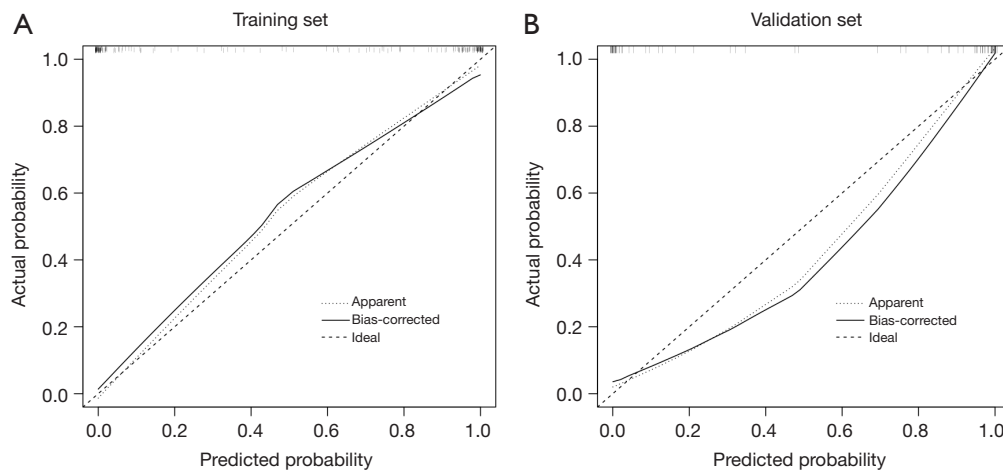 A
Training set
Actual probability
1.0
0.8
0.6
0.4
0.2
0.0
Apparent
Bias-corrected
Ideal
0.0 0.2 0.4 0.6 0.8 1.0
Predicted probability
B
Validation set
Actual probability
1.0
0.8
0.6
0.4
0.2
0.0
Apparent
Bias-corrected
Ideal
0.0 0.2 0.4 0.6 0.8 1.0
Predicted probability